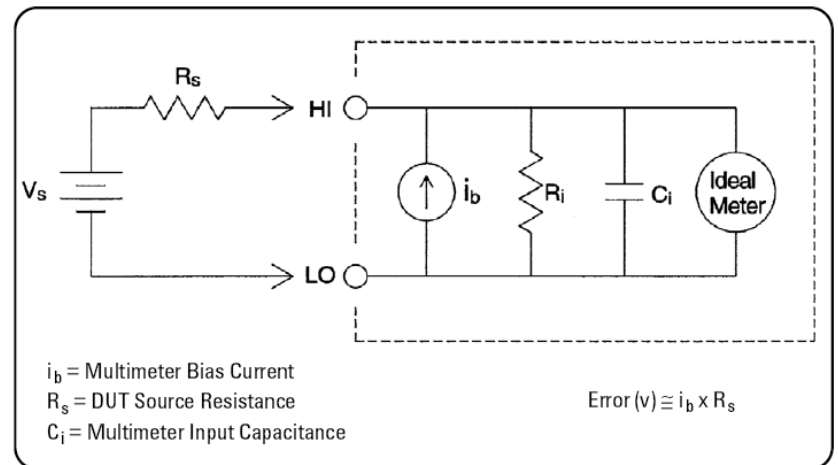 Rs
HI
Vs
ib
Ri
Ci
Ideal
Meter
LO
ib = Multimeter Bias Current
Rs = DUT Source Resistance
Ci = Multimeter Input Capacitance
Error (v) ≅ ib x Rs